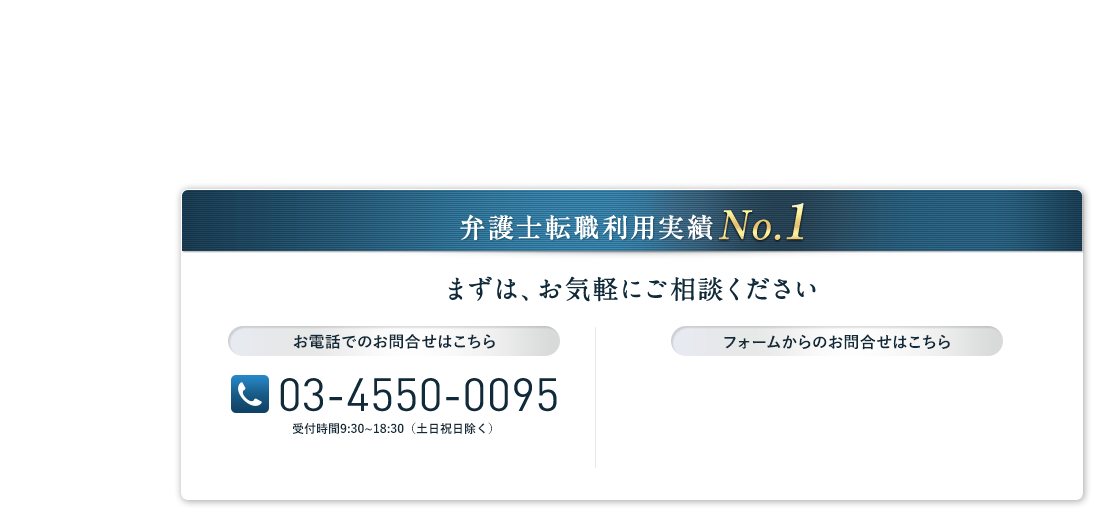 弁護士転職利用実績No.1
まずは、お気軽にご相談ください
お電話でのお問合せはこちら
03-4550-0095
受付時間9:30~18:30（土日祝日除く）
フォームからのお問合せはこちら